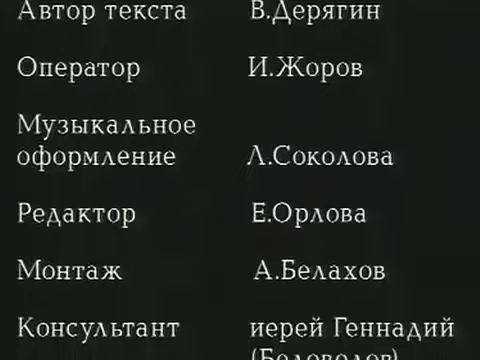 Автор текста В.Дерягин
Оператор И.Жоров
Музыкальное
оформление Л.Соколова
Редактор Е.Орлова
Монтаж А.Белахов
Консультант иерей Геннадий